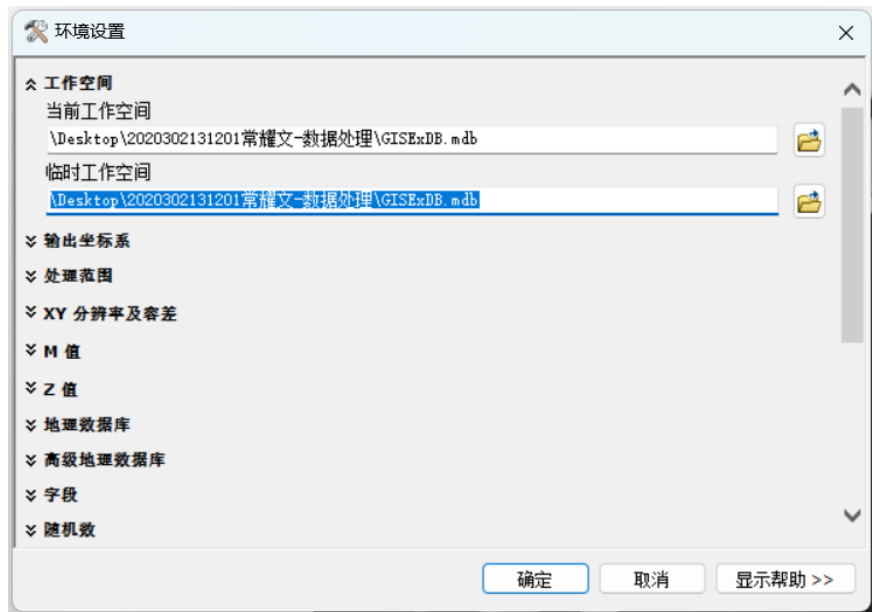 环境设置
工作空间
当前工作空间
\Desktop\2020302131201常耀文-数据处理\GISExDB.mdb
临时工作空间
\Desktop\2020302131201常耀文-数据处理\GISExDB.mdb
输出坐标系
处理范围
XY 分辨率及容差
M 值
Z 值
地理数据库
高级地理数据库
字段
随机数
确定
取消
显示帮助 >>